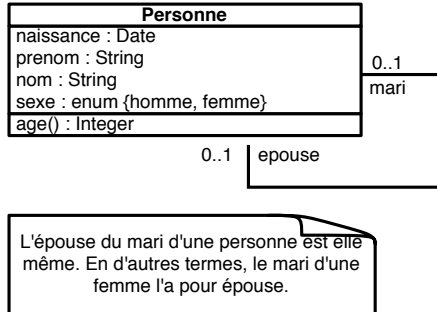 Personne
naissance : Date
prenom : String
nom : String
sexe : enum {homme, femme}
age() : Integer
0..1
mari
0..1 epouse
L'épouse du mari d'une personne est elle
même. En d'autres termes, le mari d'une
femme l'a pour épouse.